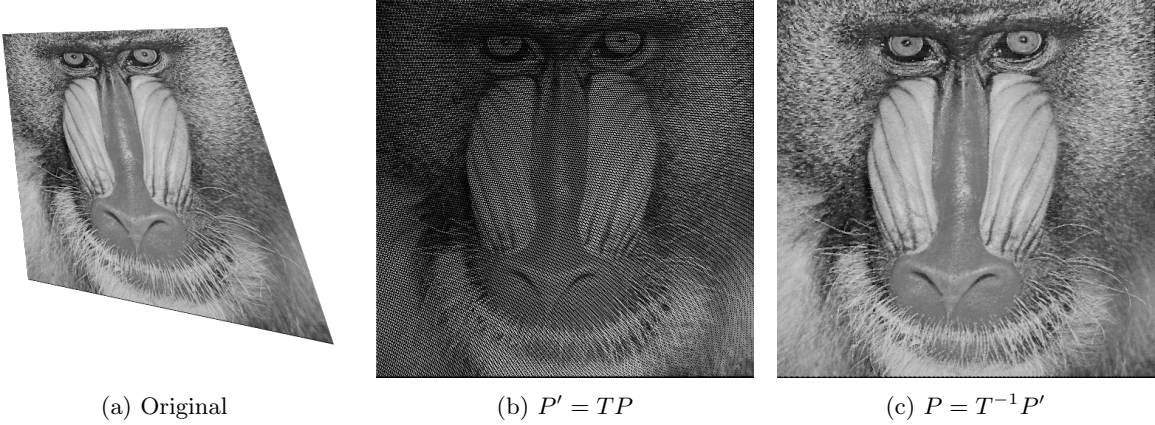 (a) Original
(b) P′ = TP
(c) P = T⁻¹P′